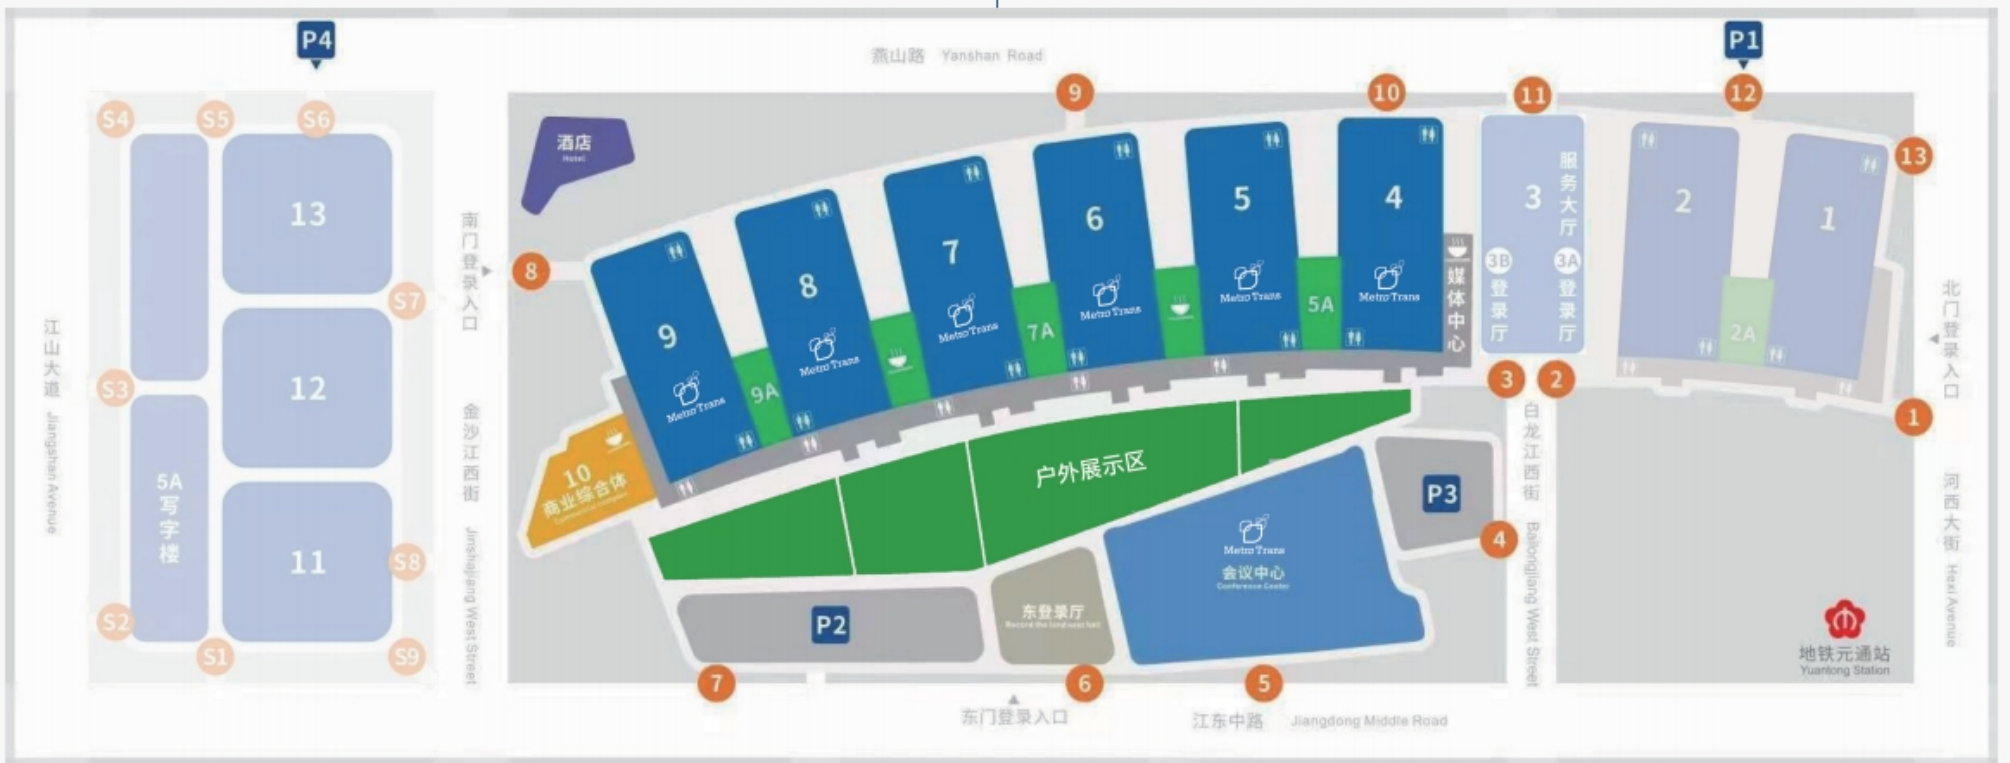 P4
P1
燕山路 Yanshan Road
9
10
11
12
S4
S5
S6
酒店
Hotel
13
13
服务大厅
3
2
1
4
5
6
7
8
9
南门登录入口
8
3B
登录厅
3A
登录厅
媒体中心
北门登录入口
S7
江山大道 Jiangshan Avenue
MetroTrans
MetroTrans
MetroTrans
MetroTrans
MetroTrans
MetroTrans
5A
7A
9A
2A
S3
12
金沙江西街 Jinshajiang West Street
3
2
1
白龙江西街 Bailongjiang West Street
河西大街 Hexi Avenue
10
商业综合体
户外展示区
5A
写字楼
P3
4
MetroTrans
会议中心
Conference Center
11
S8
S2
S1
S9
P2
东登录厅
地铁元通站
Yuantong Station
7
6
5
东门登录入口
江东中路 Jiangdong Middle Road